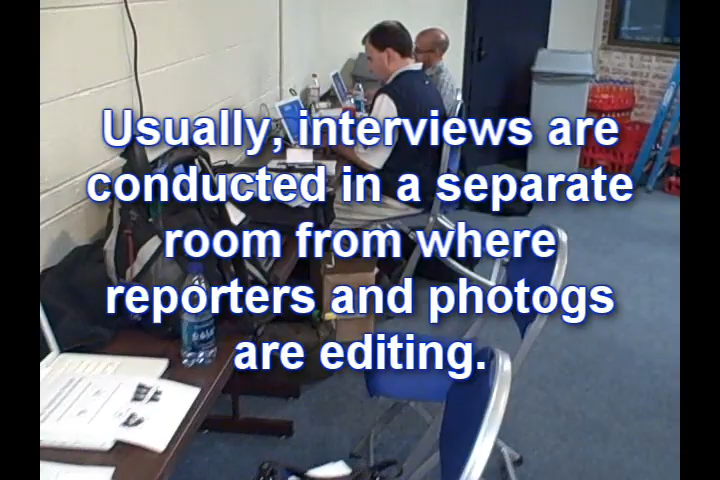 Usually, interviews are
conducted in a separate
room from where
reporters and photogs
are editing.